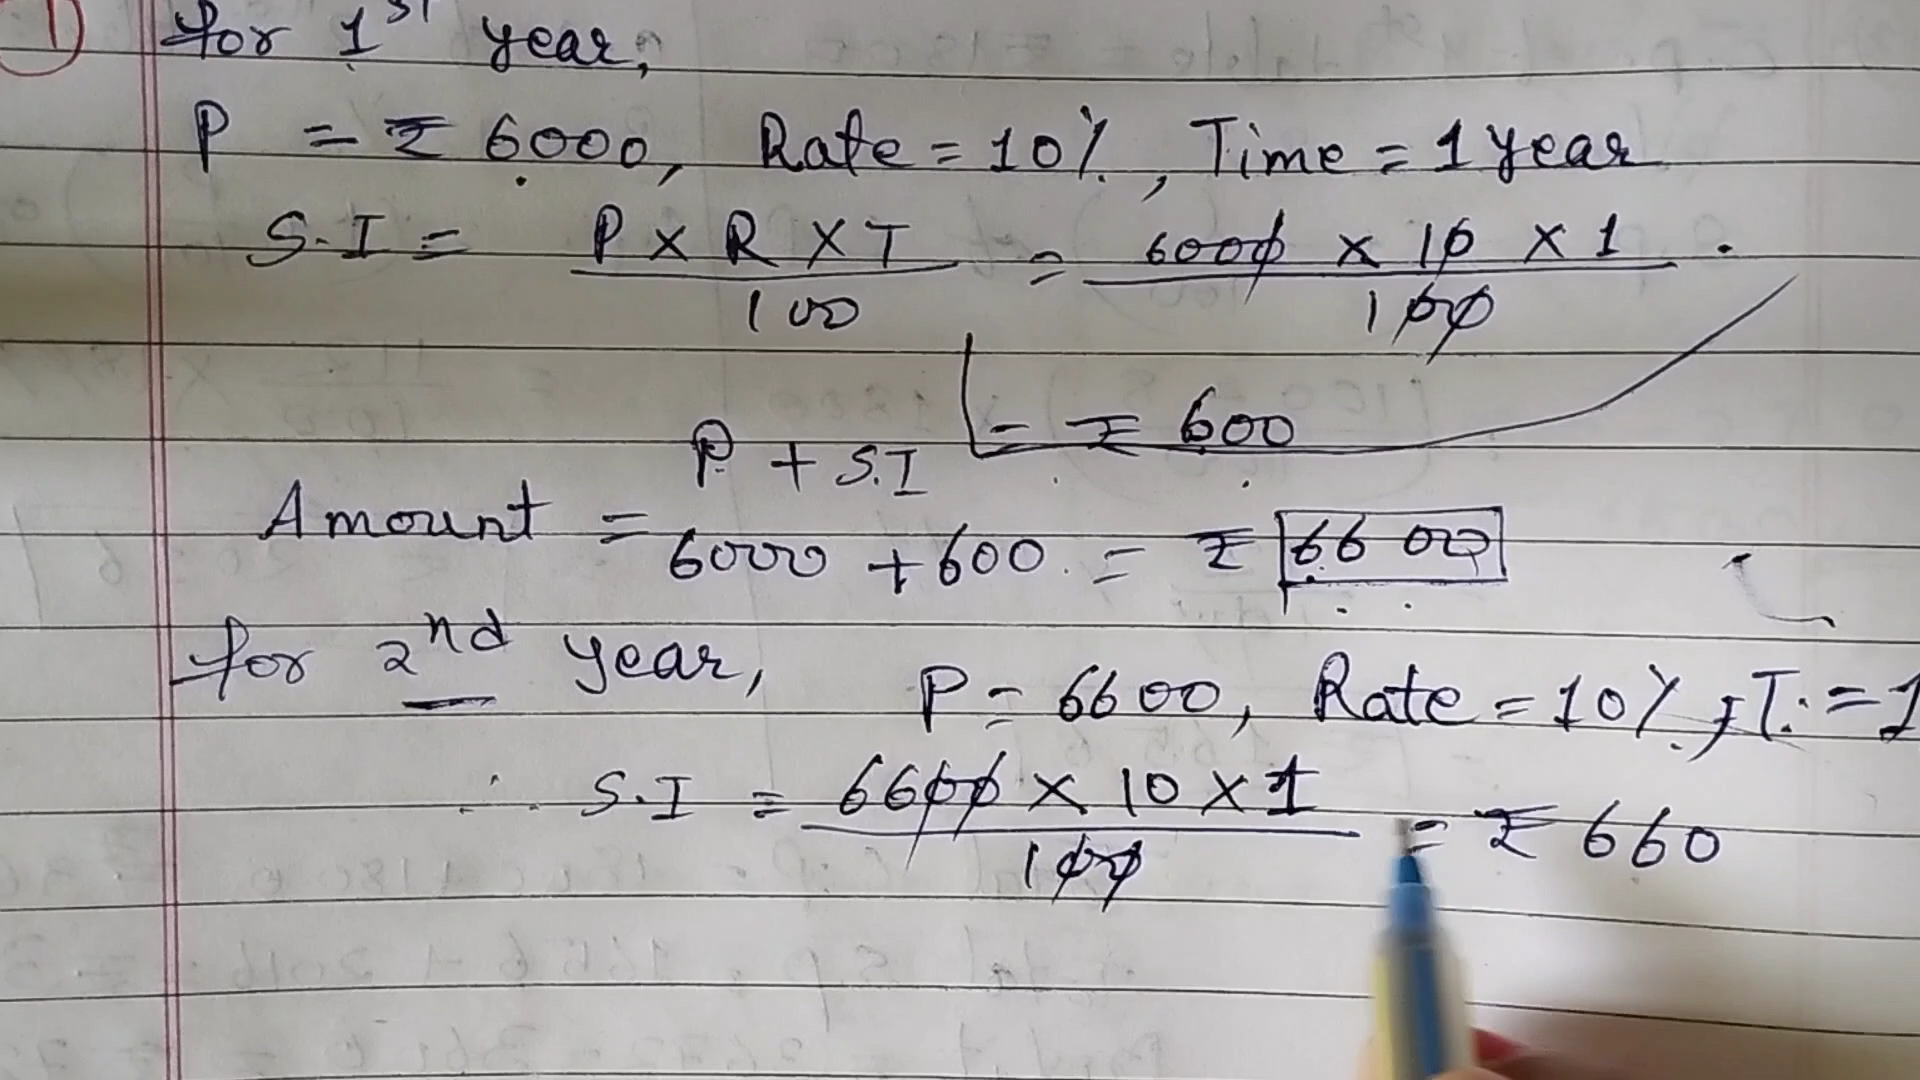 1) for 1st year,
P = ₹ 6000, Rate = 10%, Time = 1 year
S.I = P x R x T / 100 = 6000 x 10 x 1 / 100
= ₹ 600
P + S.I
Amount = 6000 + 600 = ₹ 6600
for 2nd year, P = 6600, Rate = 10%, T. = 1
∴ S.I = 6600 x 10 x 1 / 100 = ₹ 660